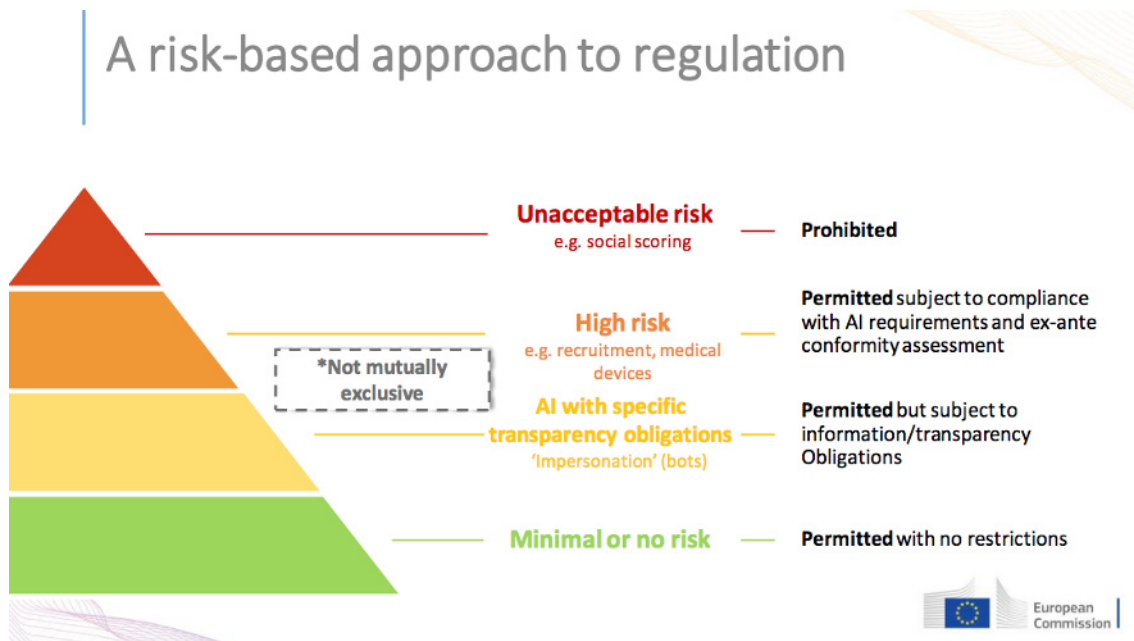 A risk-based approach to regulation
Unacceptable risk
e.g. social scoring
Prohibited
High risk
e.g. recruitment, medical
devices
Permitted subject to compliance
with AI requirements and ex-ante
conformity assessment
*Not mutually
exclusive
AI with specific
transparency obligations
'Impersonation' (bots)
Permitted but subject to
information/transparency
Obligations
Minimal or no risk
Permitted with no restrictions
European
Commission